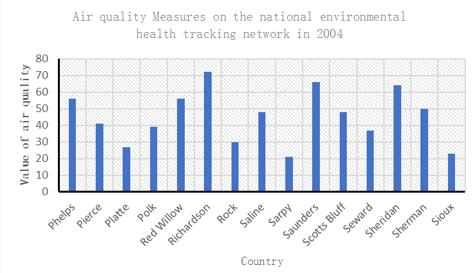 Air quality Measures on the national environmental
health tracking network in 2004
Value of air quality
80
70
60
50
40
30
20
10
0
Phelps
Pierce
Platte
Polk
Red Willow
Richardson
Rock
Saline
Sarpy
Saunders
Scotts Bluff
Seward
Sheridan
Sherman
Sioux
Country